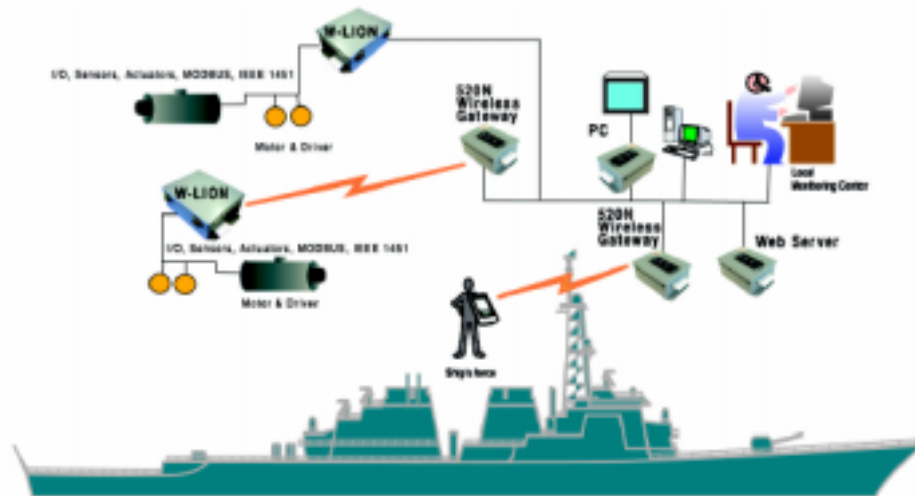 W-LION
I/O, Sensors, Actuators, MODBUS, IEEE 1451
Motor & Driver
520N
Wireless
Gateway
PC
Local
Monitoring Center
W-LION
I/O, Sensors, Actuators, MODBUS, IEEE 1451
Motor & Driver
520N
Wireless
Gateway
Web Server
Ship's force